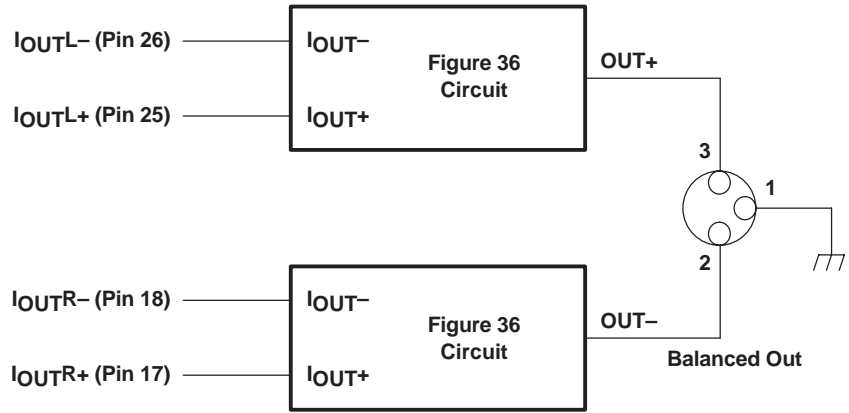 IOUTL– (Pin 26)
IOUT–
Figure 36
Circuit
OUT+
IOUTL+ (Pin 25)
IOUT+
3
1
2
IOUTR– (Pin 18)
IOUT–
Figure 36
Circuit
OUT–
Balanced Out
IOUTR+ (Pin 17)
IOUT+